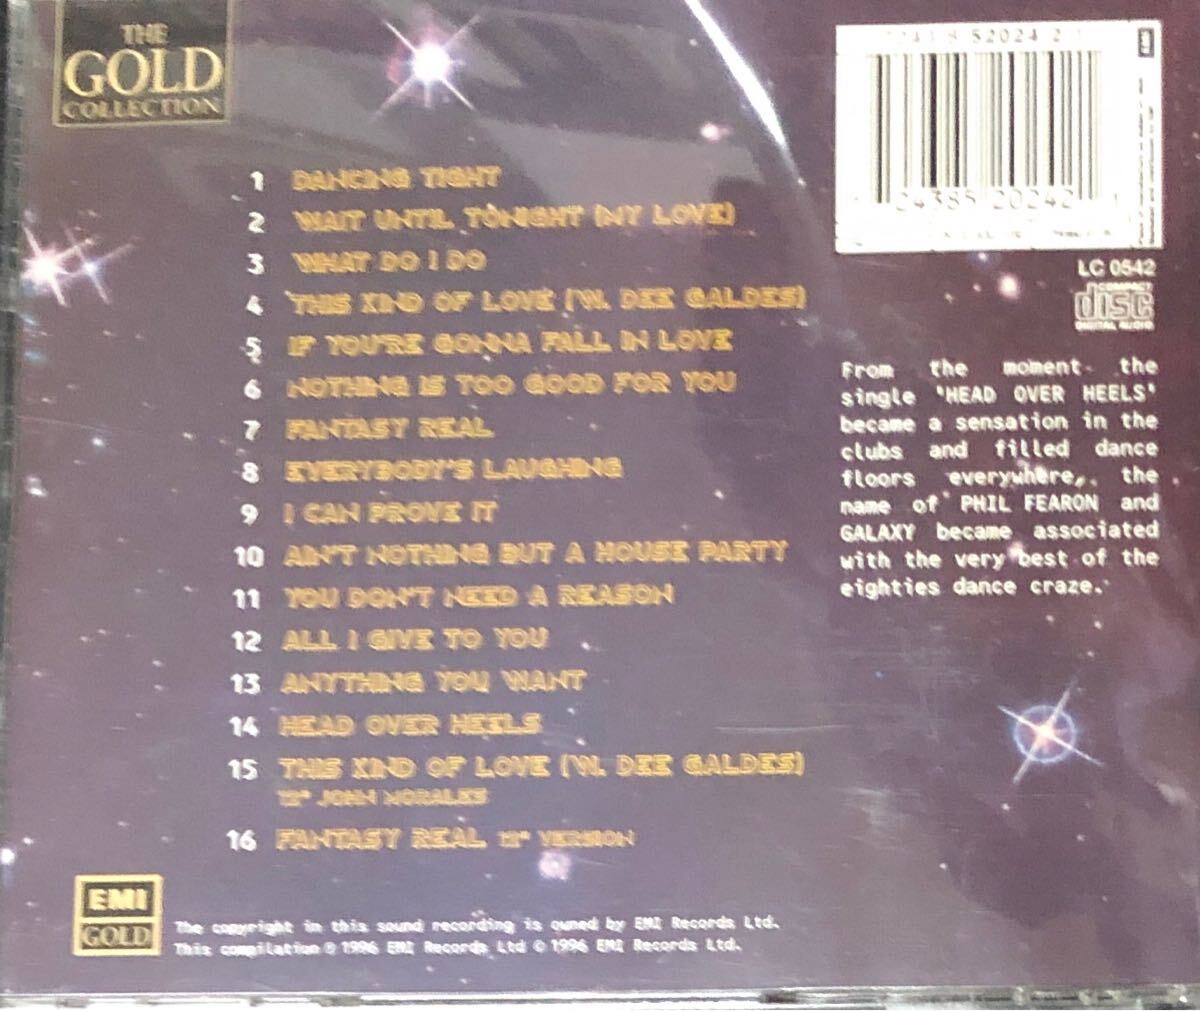 THE
GOLD
COLLECTION
1 DANCING TIGHT
2 WAIT UNTIL TONIGHT (MY LOVE)
3 WHAT DO I DO
4 THIS KIND OF LOVE (W. DEE GALDES)
5 IF YOU'RE GONNA FALL IN LOVE
6 NOTHING IS TOO GOOD FOR YOU
7 FANTASY REAL
8 EVERYBODY'S LAUGHING
9 I CAN PROVE IT
10 AIN'T NOTHING BUT A HOUSE PARTY
11 YOU DON'T NEED A REASON
12 ALL I GIVE TO YOU
13 ANYTHING YOU WANT
14 HEAD OVER HEELS
15 THIS KIND OF LOVE (W. DEE GALDES)
12" JOHN MORALES
16 FANTASY REAL 12" VERSION
8 52024 2
24385 20242 1
LC 0542
COMPACT
disc
DIGITAL AUDIO
From the moment the
single 'HEAD OVER HEELS'
became a sensation in the
clubs and filled dance
floors everywhere, the
name of PHIL FEARON and
GALAXY became associated
with the very best of the
eighties dance craze.
EMI
GOLD
The copyright in this sound recording is owned by EMI Records Ltd.
This compilation ℗ 1996 EMI Records Ltd © 1996 EMI Records Ltd.